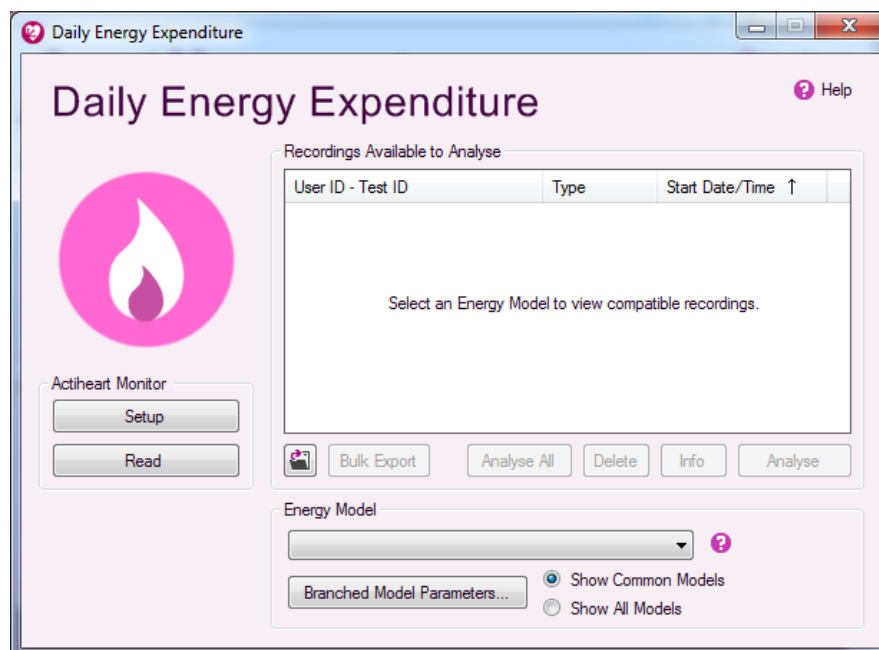 Daily Energy Expenditure
Daily Energy Expenditure
Help
Recordings Available to Analyse
User ID - Test ID Type Start Date/Time ↑
Select an Energy Model to view compatible recordings.
Actiheart Monitor
Setup
Read
Bulk Export Analyse All Delete Info Analyse
Energy Model
Branched Model Parameters...
Show Common Models
Show All Models